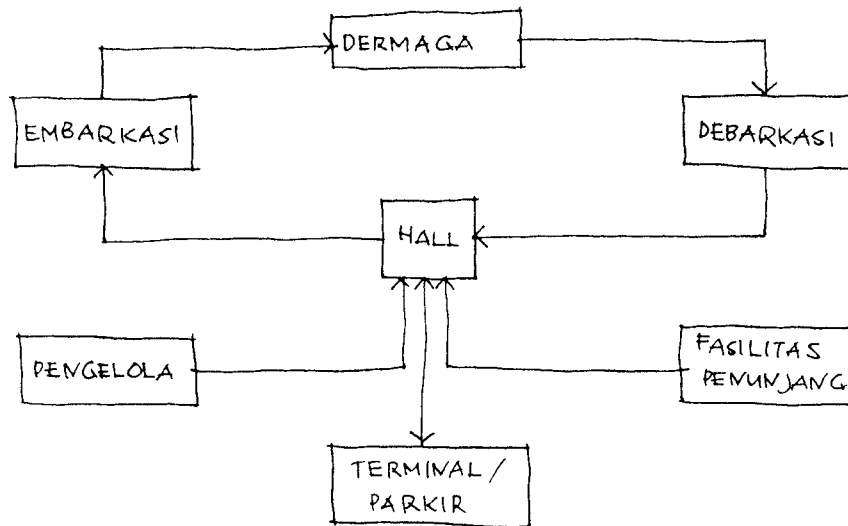 DERMAGA
EMBARKASI
DEBARKASI
HALL
PENGELOLA
FASILITAS
PENUNJANG
TERMINAL /
PARKIR